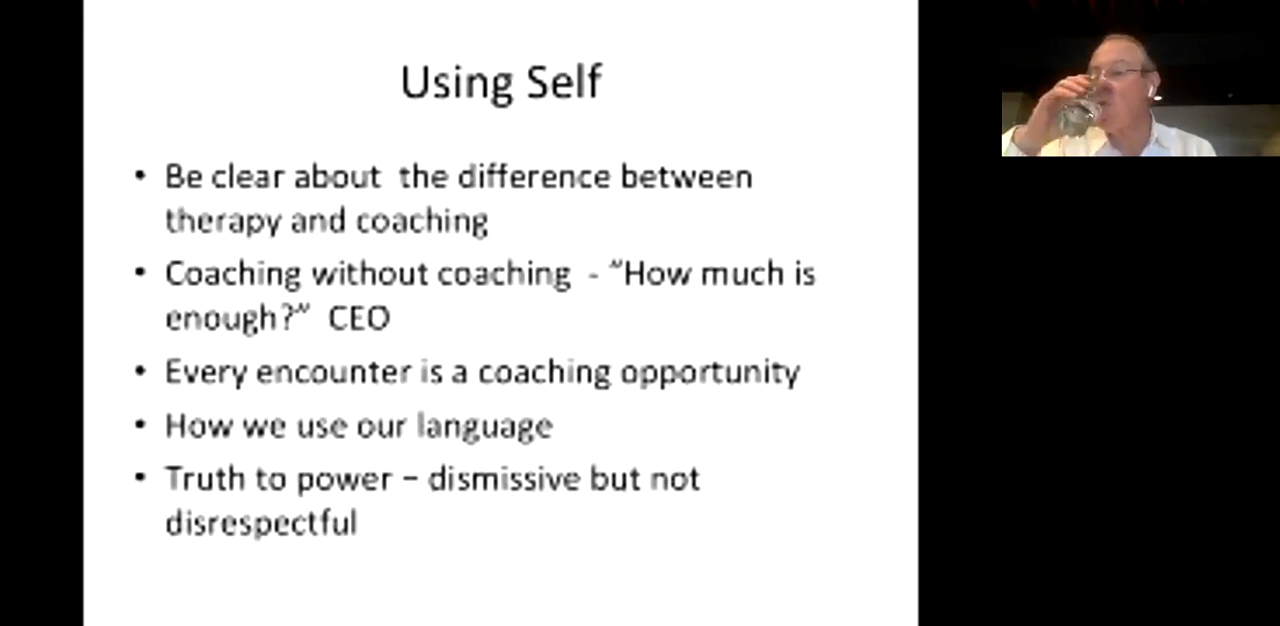 Using Self
• Be clear about the difference between
therapy and coaching
• Coaching without coaching - "How much is
enough?" CEO
• Every encounter is a coaching opportunity
• How we use our language
• Truth to power – dismissive but not
disrespectful